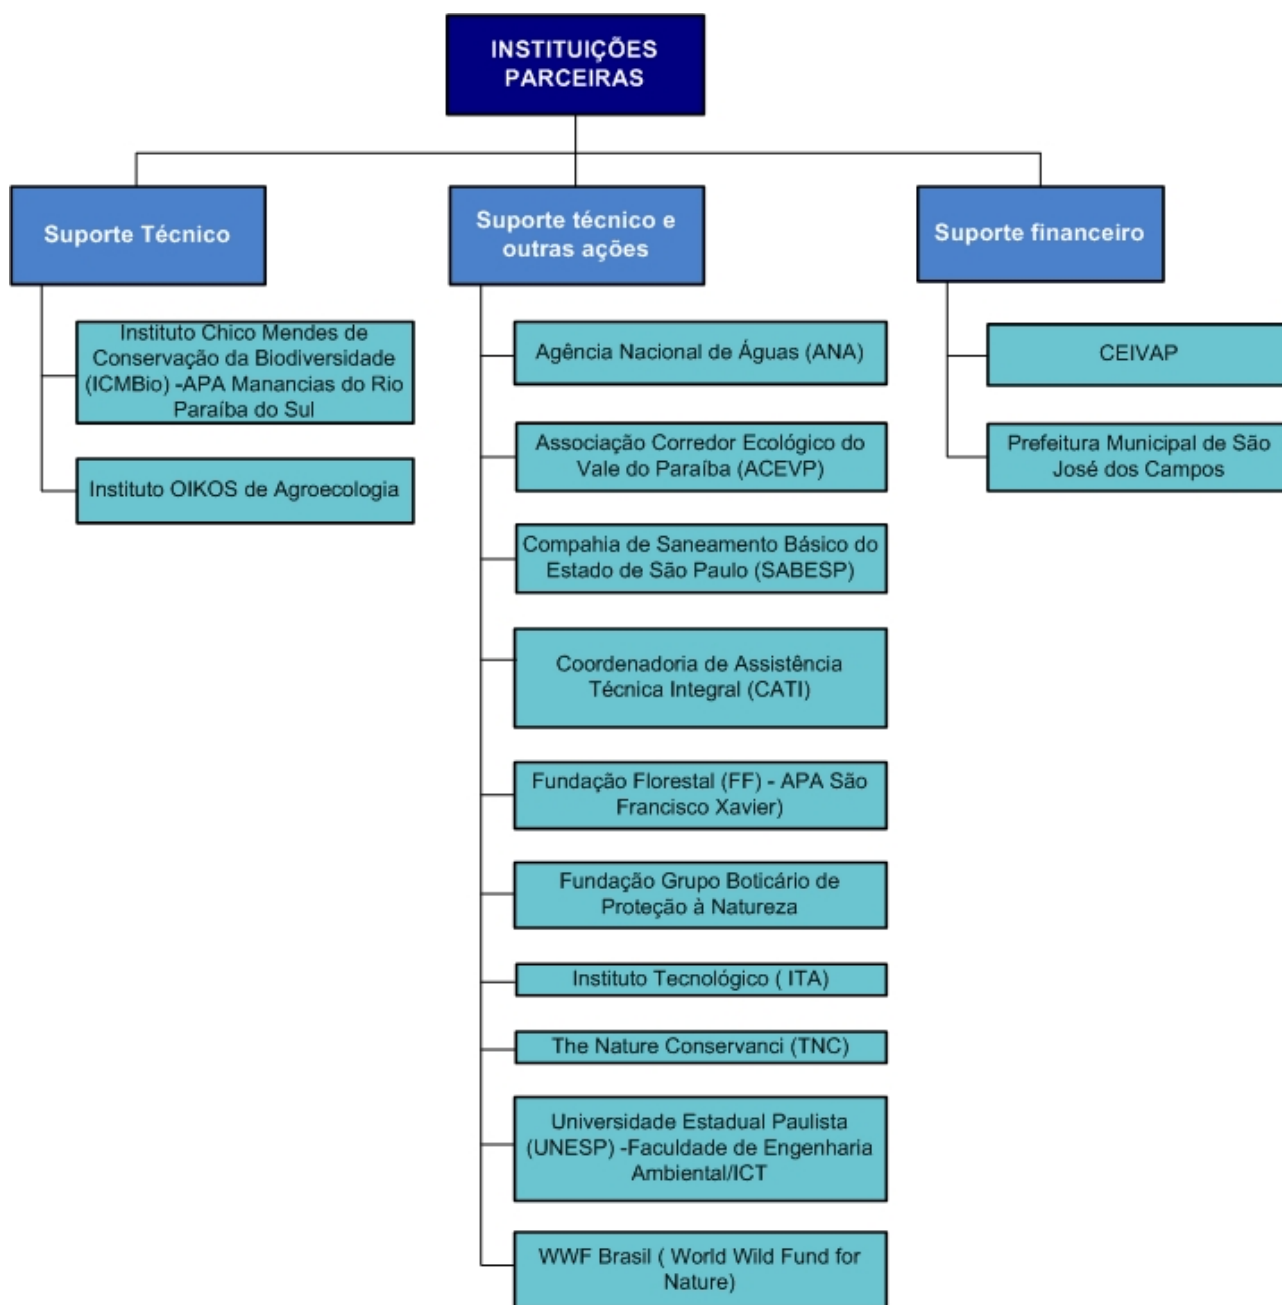 INSTITUIÇÕES
PARCEIRAS
Suporte Técnico
Instituto Chico Mendes de
Conservação da Biodiversidade
(ICMBio) -APA Manancias do Rio
Paraíba do Sul
Instituto OIKOS de Agroecologia
Suporte técnico e
outras ações
Agência Nacional de Águas (ANA)
Associação Corredor Ecológico do
Vale do Paraíba (ACEVP)
Compahia de Saneamento Básico do
Estado de São Paulo (SABESP)
Coordenadoria de Assistência
Técnica Integral (CATI)
Fundação Florestal (FF) - APA São
Francisco Xavier)
Fundação Grupo Boticário de
Proteção à Natureza
Instituto Tecnológico ( ITA)
The Nature Conservanci (TNC)
Universidade Estadual Paulista
(UNESP) -Faculdade de Engenharia
Ambiental/ICT
WWF Brasil ( World Wild Fund for
Nature)
Suporte financeiro
CEIVAP
Prefeitura Municipal de São
José dos Campos